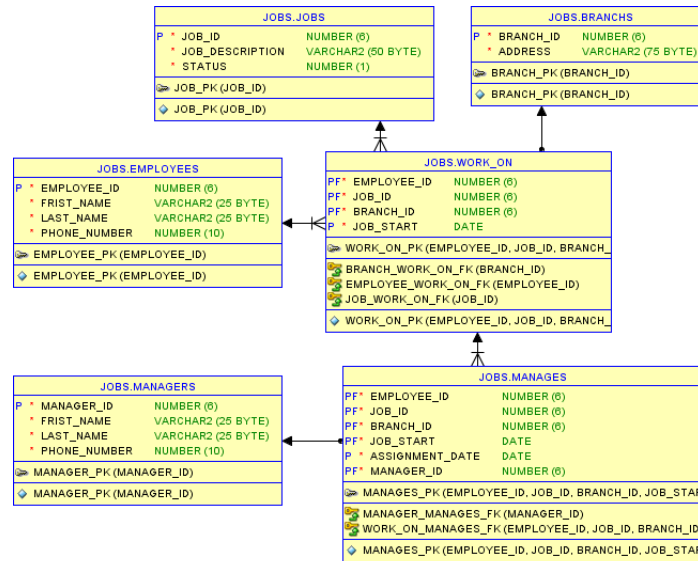 JOBS.JOBS
P * JOB_ID NUMBER (6)
* JOB_DESCRIPTION VARCHAR2 (50 BYTE)
* STATUS NUMBER (1)
JOB_PK (JOB_ID)
JOB_PK (JOB_ID)
JOBS.BRANCHS
P * BRANCH_ID NUMBER (6)
* ADDRESS VARCHAR2 (75 BYTE)
BRANCH_PK (BRANCH_ID)
BRANCH_PK (BRANCH_ID)
JOBS.EMPLOYEES
P * EMPLOYEE_ID NUMBER (6)
* FRIST_NAME VARCHAR2 (25 BYTE)
* LAST_NAME VARCHAR2 (25 BYTE)
* PHONE_NUMBER NUMBER (10)
EMPLOYEE_PK (EMPLOYEE_ID)
EMPLOYEE_PK (EMPLOYEE_ID)
JOBS.WORK_ON
PF* EMPLOYEE_ID NUMBER (6)
PF* JOB_ID NUMBER (6)
PF* BRANCH_ID NUMBER (6)
P * JOB_START DATE
WORK_ON_PK (EMPLOYEE_ID, JOB_ID, BRANCH_
BRANCH_WORK_ON_FK (BRANCH_ID)
EMPLOYEE_WORK_ON_FK (EMPLOYEE_ID)
JOB_WORK_ON_FK (JOB_ID)
WORK_ON_PK (EMPLOYEE_ID, JOB_ID, BRANCH_
JOBS.MANAGERS
P * MANAGER_ID NUMBER (6)
* FRIST_NAME VARCHAR2 (25 BYTE)
* LAST_NAME VARCHAR2 (25 BYTE)
* PHONE_NUMBER NUMBER (10)
MANAGER_PK (MANAGER_ID)
MANAGER_PK (MANAGER_ID)
JOBS.MANAGES
PF* EMPLOYEE_ID NUMBER (6)
PF* JOB_ID NUMBER (6)
PF* BRANCH_ID NUMBER (6)
PF* JOB_START DATE
P * ASSIGNMENT_DATE DATE
PF* MANAGER_ID NUMBER (6)
MANAGES_PK (EMPLOYEE_ID, JOB_ID, BRANCH_ID, JOB_STAR
MANAGER_MANAGES_FK (MANAGER_ID)
WORK_ON_MANAGES_FK (EMPLOYEE_ID, JOB_ID, BRANCH_ID
MANAGES_PK (EMPLOYEE_ID, JOB_ID, BRANCH_ID, JOB_STAR